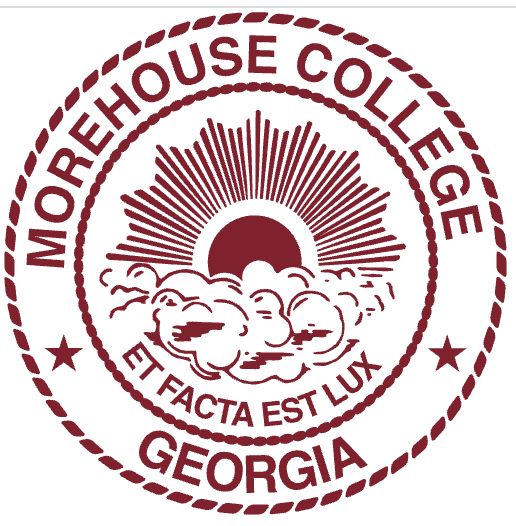 MOREHOUSE COLLEGE
ET FACTA EST LUX
GEORGIA